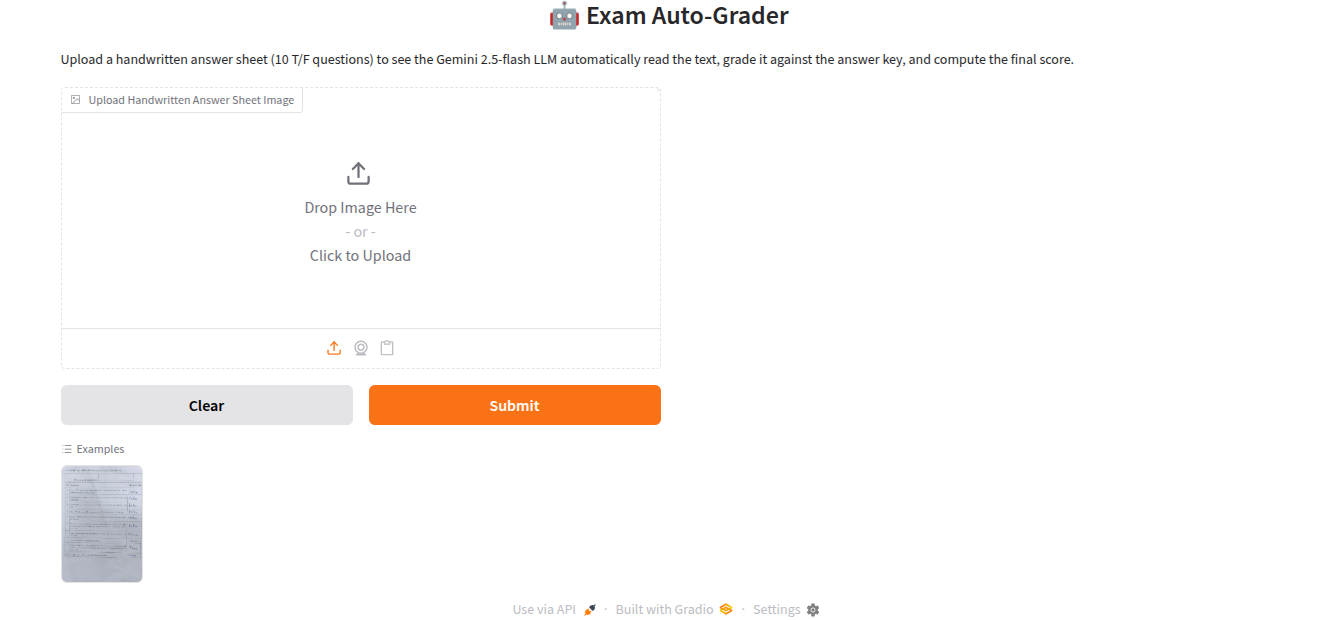 🤖 Exam Auto-Grader
Upload a handwritten answer sheet (10 T/F questions) to see the Gemini 2.5-flash LLM automatically read the text, grade it against the answer key, and compute the final score.
Upload Handwritten Answer Sheet Image
Drop Image Here
- or -
Click to Upload
Clear
Submit
Examples
Use via API 🚀 · Built with Gradio · Settings ⚙️